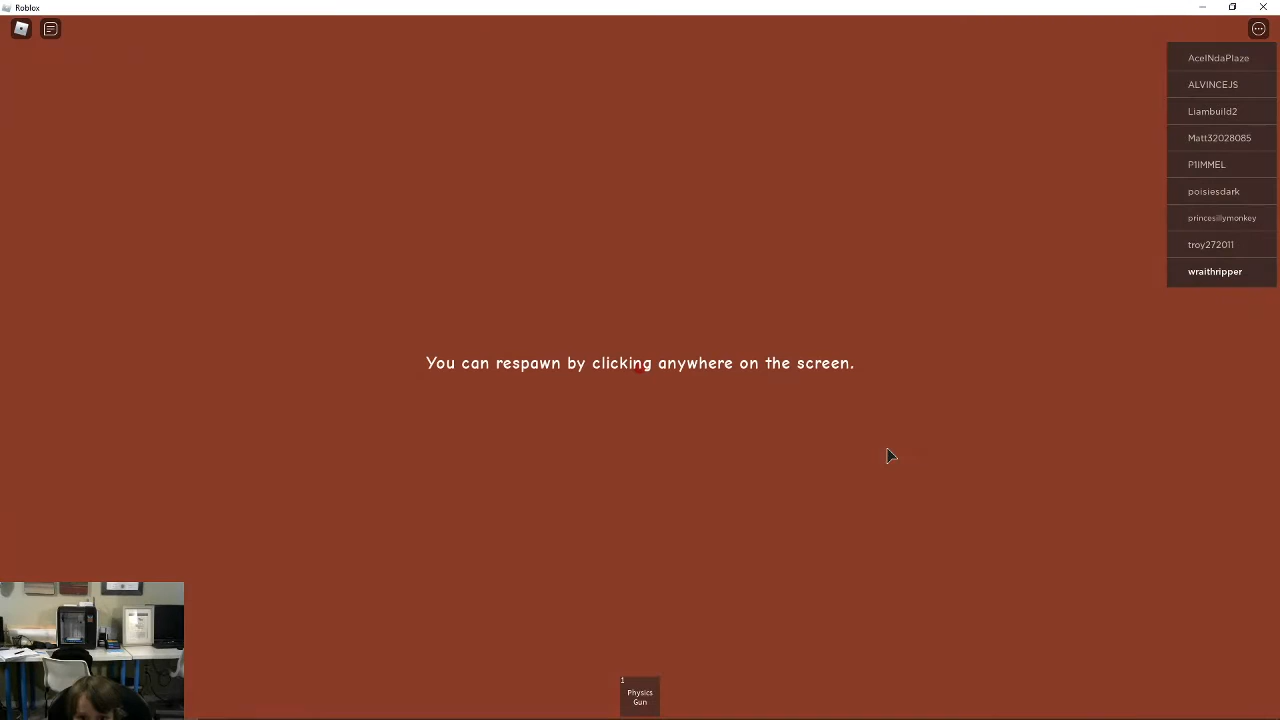 Roblox
AceINdaPlaze
ALVINCEJS
Liambuild2
Matt32028085
P1IMMEL
poisiesdark
princesillymonkey
troy272011
wraithripper
You can respawn by clicking anywhere on the screen.
1
Physics
Gun